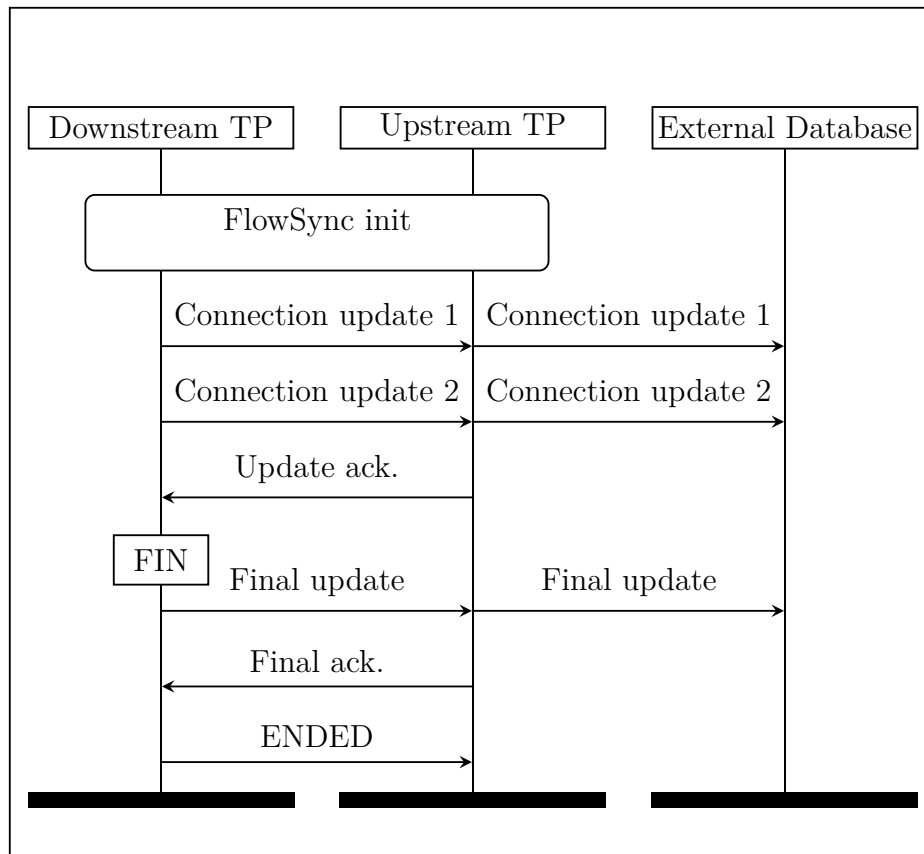 Downstream TP
Upstream TP
External Database
FlowSync init
Connection update 1
Connection update 1
Connection update 2
Connection update 2
Update ack.
FIN
Final update
Final update
Final ack.
ENDED